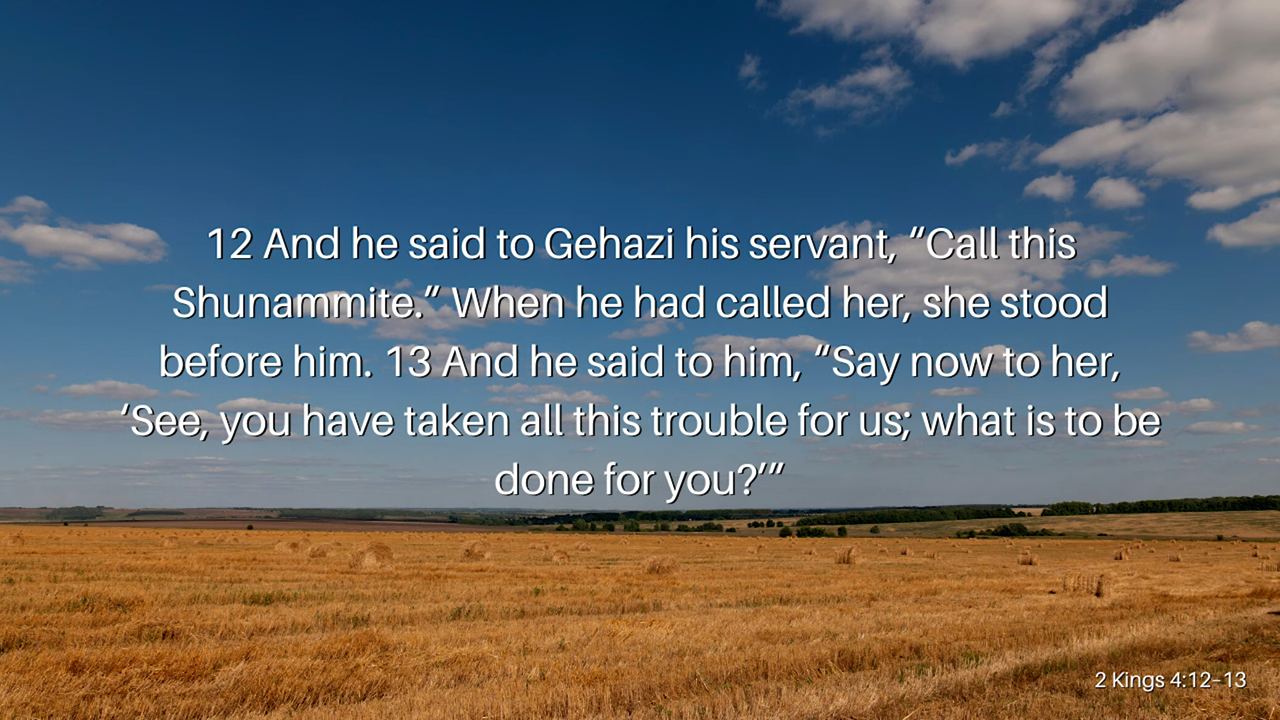 12 And he said to Gehazi his servant, “Call this
Shunammite.” When he had called her, she stood
before him. 13 And he said to him, “Say now to her,
‘See, you have taken all this trouble for us; what is to be
done for you?’”
2 Kings 4:12–13